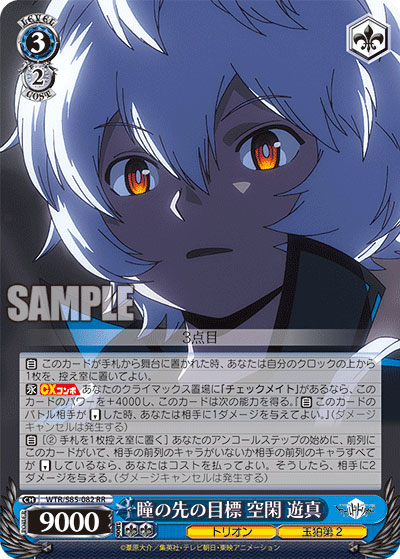 LEVEL
3
2
COST
SAMPLE
3点目
自 このカードが手札から舞台に置かれた時、あなたは自分のクロックの上から
1枚を、控え室に置いてよい。
永 CXコンボ あなたのクライマックス置場に「チェックメイト」があるなら、このカード
のパワーを+4000し、このカードは次の能力を得る。『自 このカードの
バトル相手が した時、あなたは相手に1ダメージを与えてよい。』（ダメージ
キャンセルは発生する）
自 [② 手札を1枚控え室に置く] あなたのアンコールステップの始めに、前列に
このカードがいて、相手の前列のキャラがいないか相手の前列のキャラすべて
が しているなら、あなたはコストを払ってよい。そうしたら、相手に2
ダメージを与える。（ダメージキャンセルは発生する）
CH WTR/S85-082 RR
瞳の先の目標 空閑 遊真
9000
トリオン
玉狛第2
©葦原大介／集英社・テレビ朝日・東映アニメーション